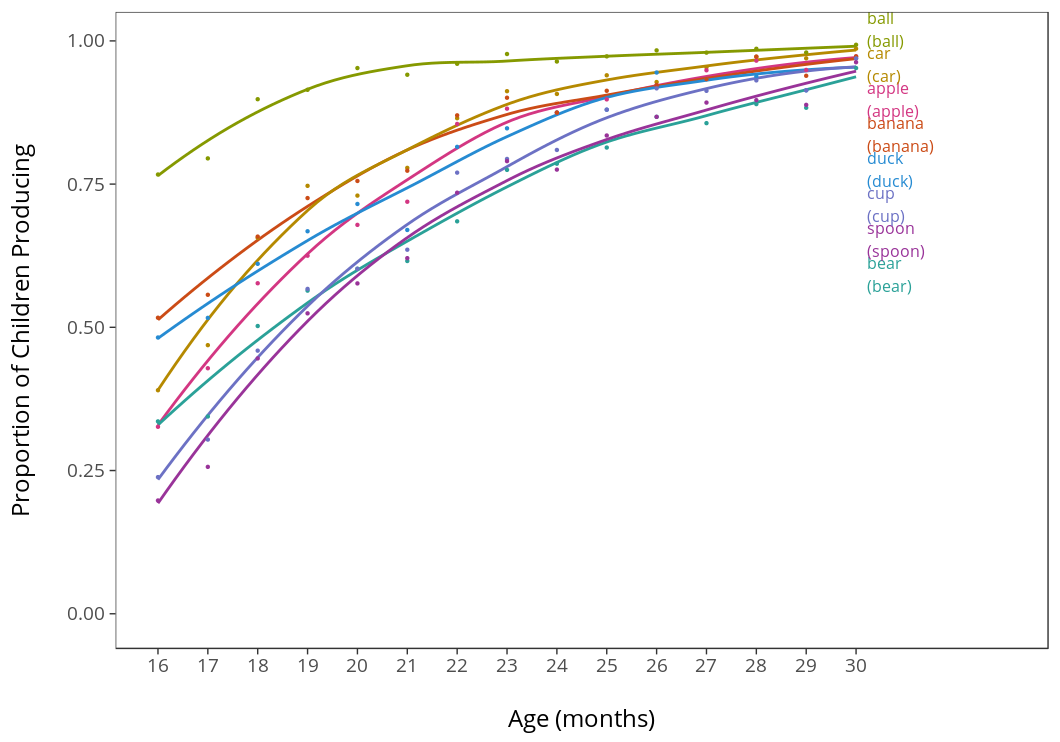 Proportion of Children Producing
1.00
0.75
0.50
0.25
0.00
16 17 18 19 20 21 22 23 24 25 26 27 28 29 30
Age (months)
ball
(ball)
car
(car)
apple
(apple)
banana
(banana)
duck
(duck)
cup
(cup)
spoon
(spoon)
bear
(bear)